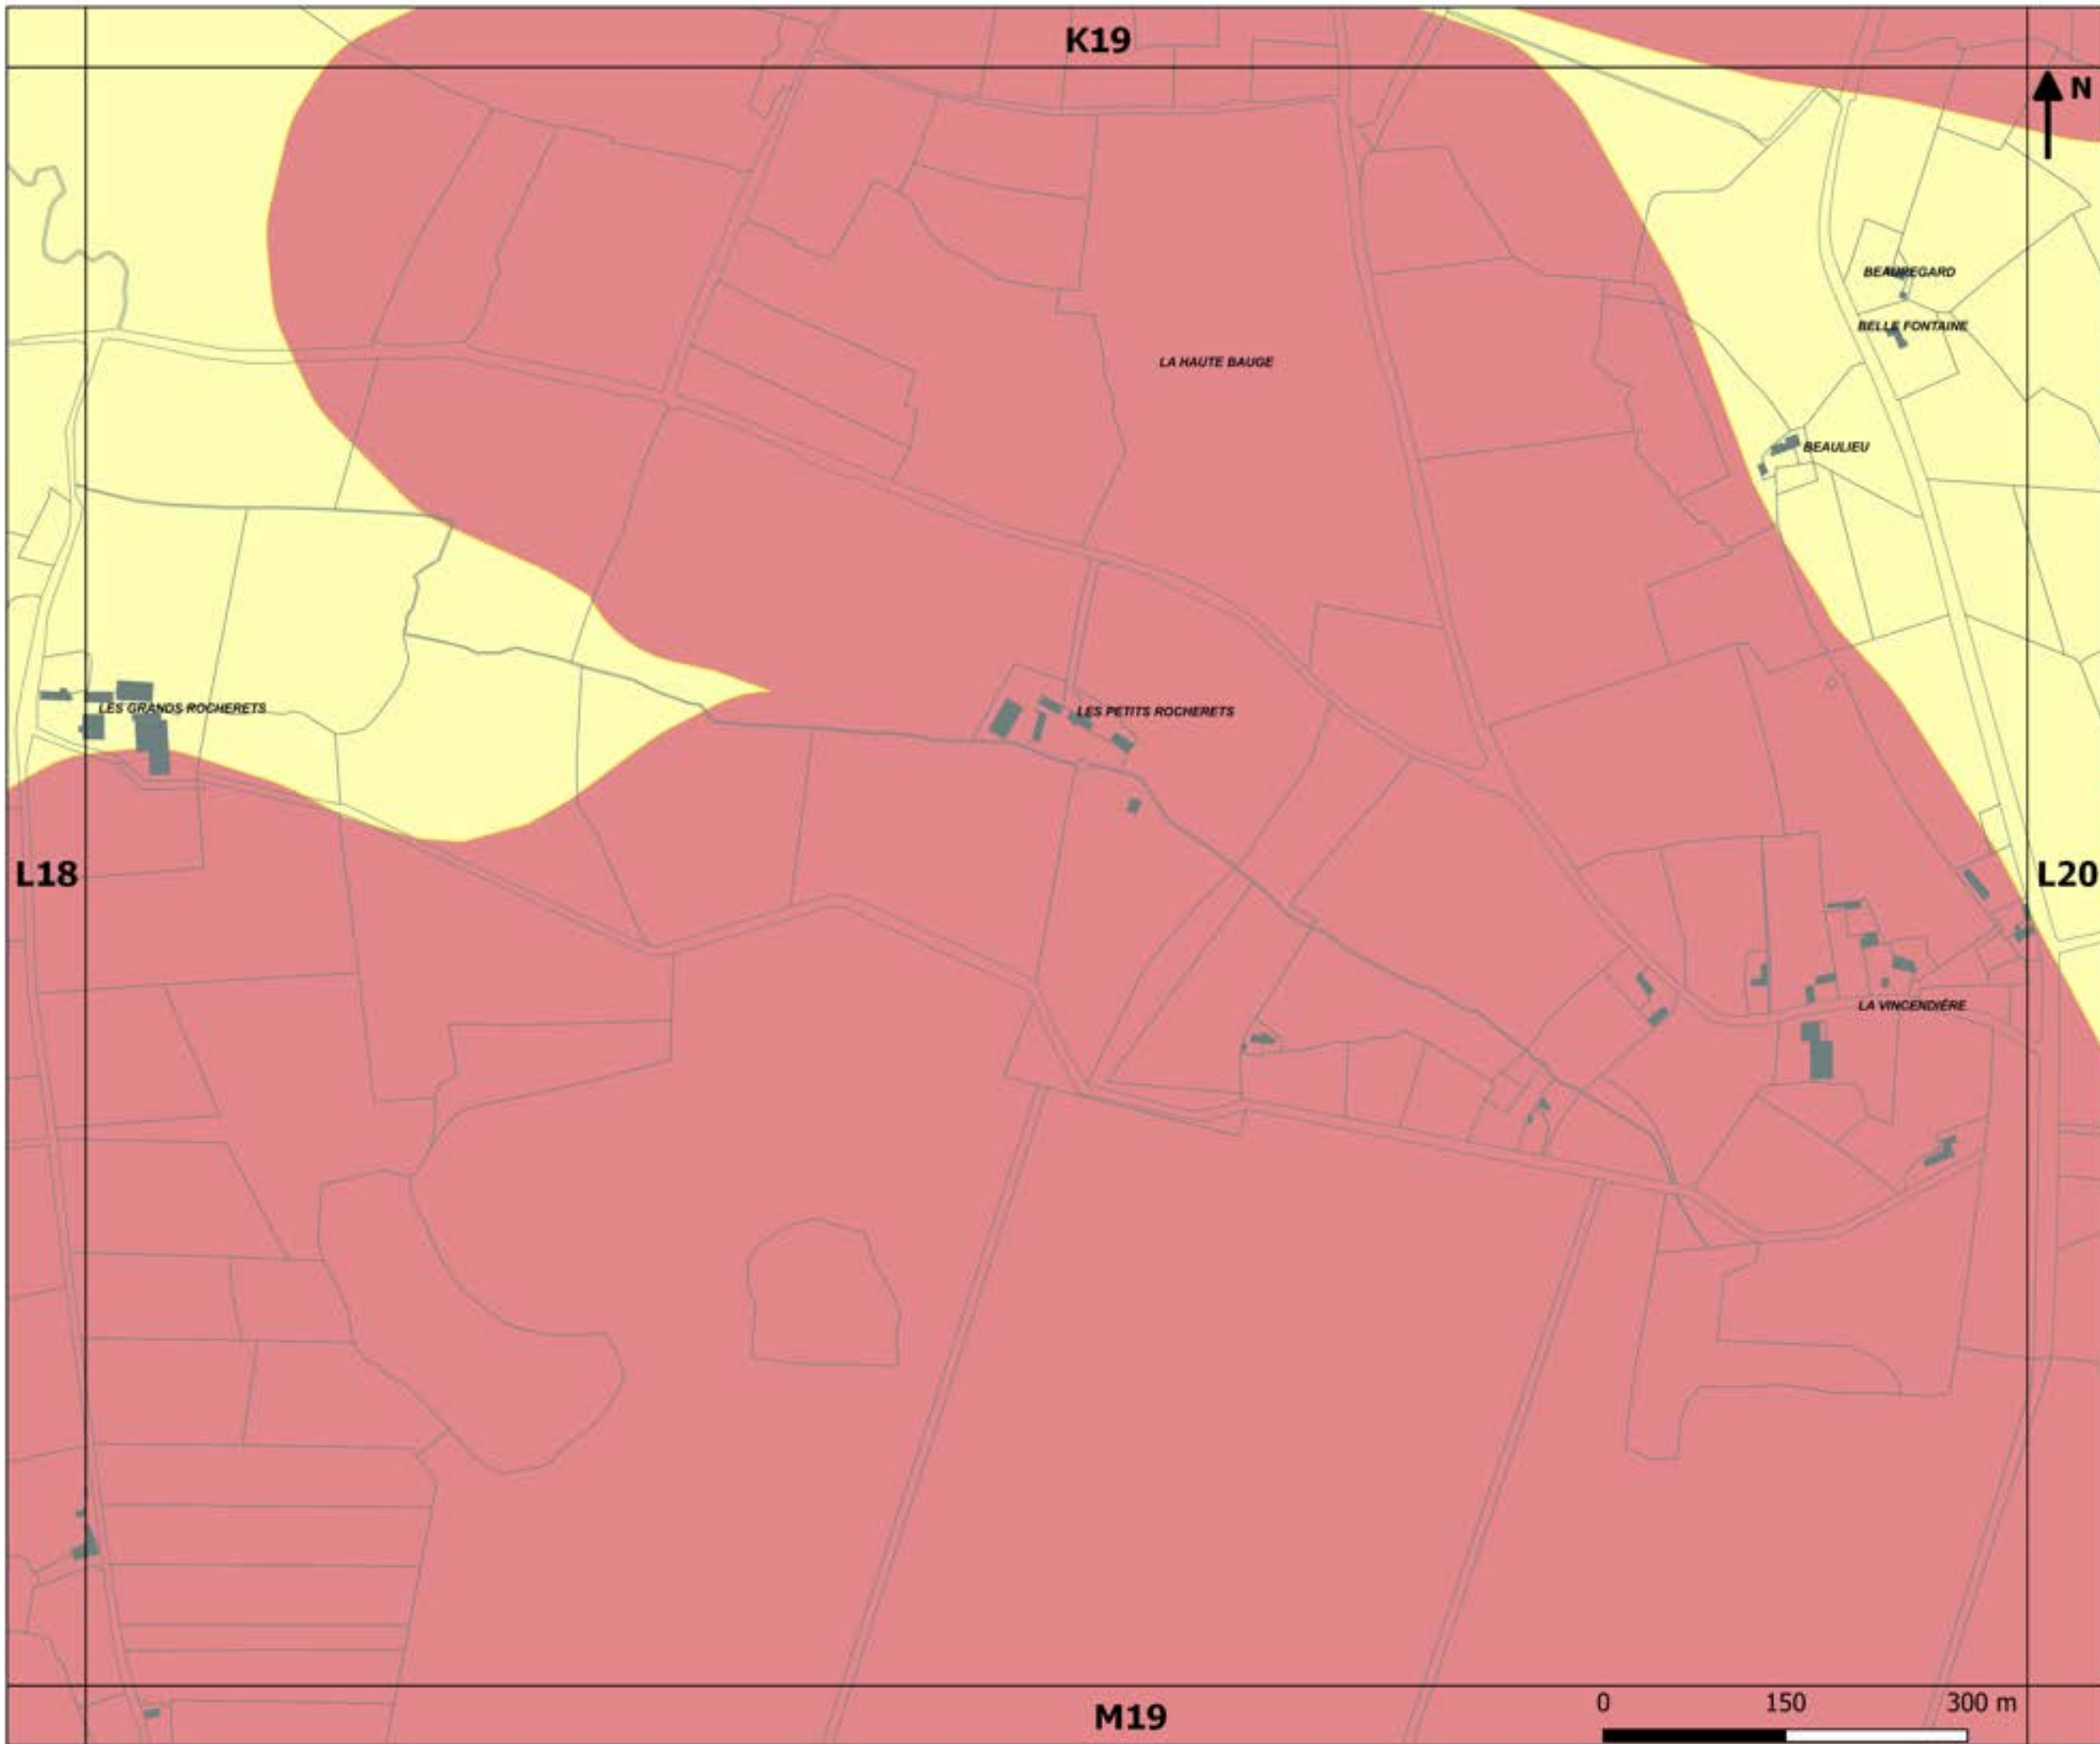 K19
N
BEAUREGARD
BELLE FONTAINE
LA HAUTE BAUGE
BEAULIEU
LES GRANDS ROCHERETS
LES PETITS ROCHERETS
L18
L20
LA VINCENDIÈRE
0 150 300 m
M19